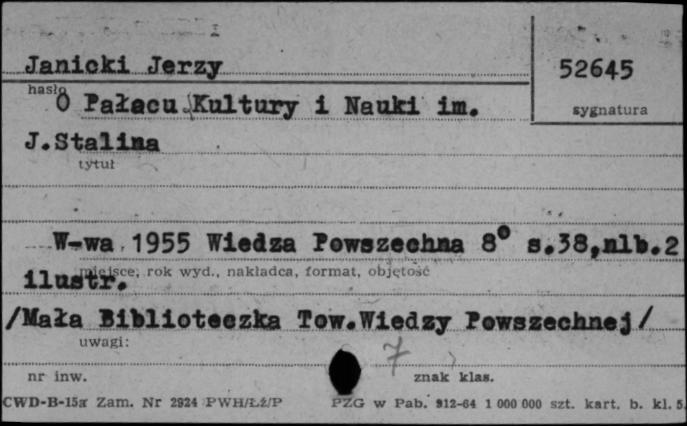 Janicki Jerzy
52645
hasło
O Pałacu Kultury i Nauki im.
sygnatura
J.Stalina
tytuł
W-wa 1955 Wiedza Powszechna 8° s.38,nlb.2
miejsce, rok wyd., nakładca, format, objętość
ilustr.
/Mała Biblioteczka Tow.Wiedzy Powszechnej/
uwagi:
7
nr inw.
znak klas.
CWD-B-15a Zam. Nr 2924 PWH/Łż/P PZG w Pab. 912-64 1 000 000 szt. kart. b. kl. 5.